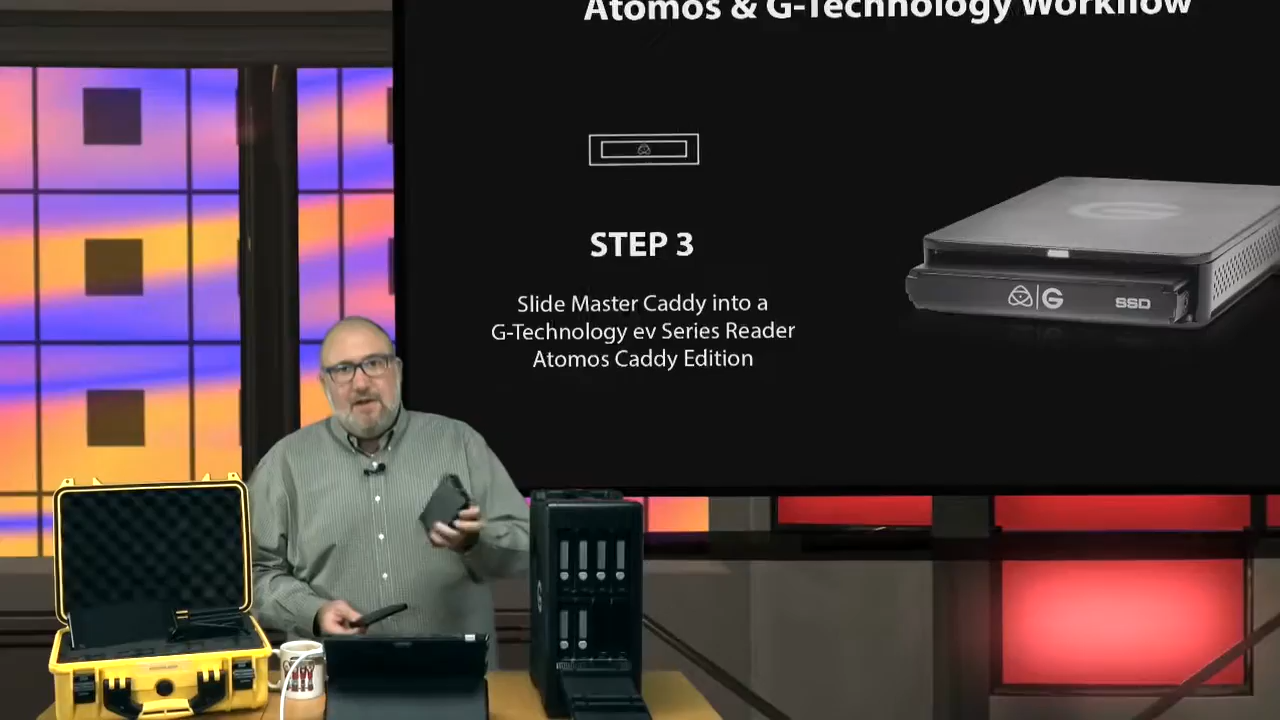 Atomos & G-Technology Workflow
STEP 3
Slide Master Caddy into a
G-Technology ev Series Reader
Atomos Caddy Edition
G
SSD